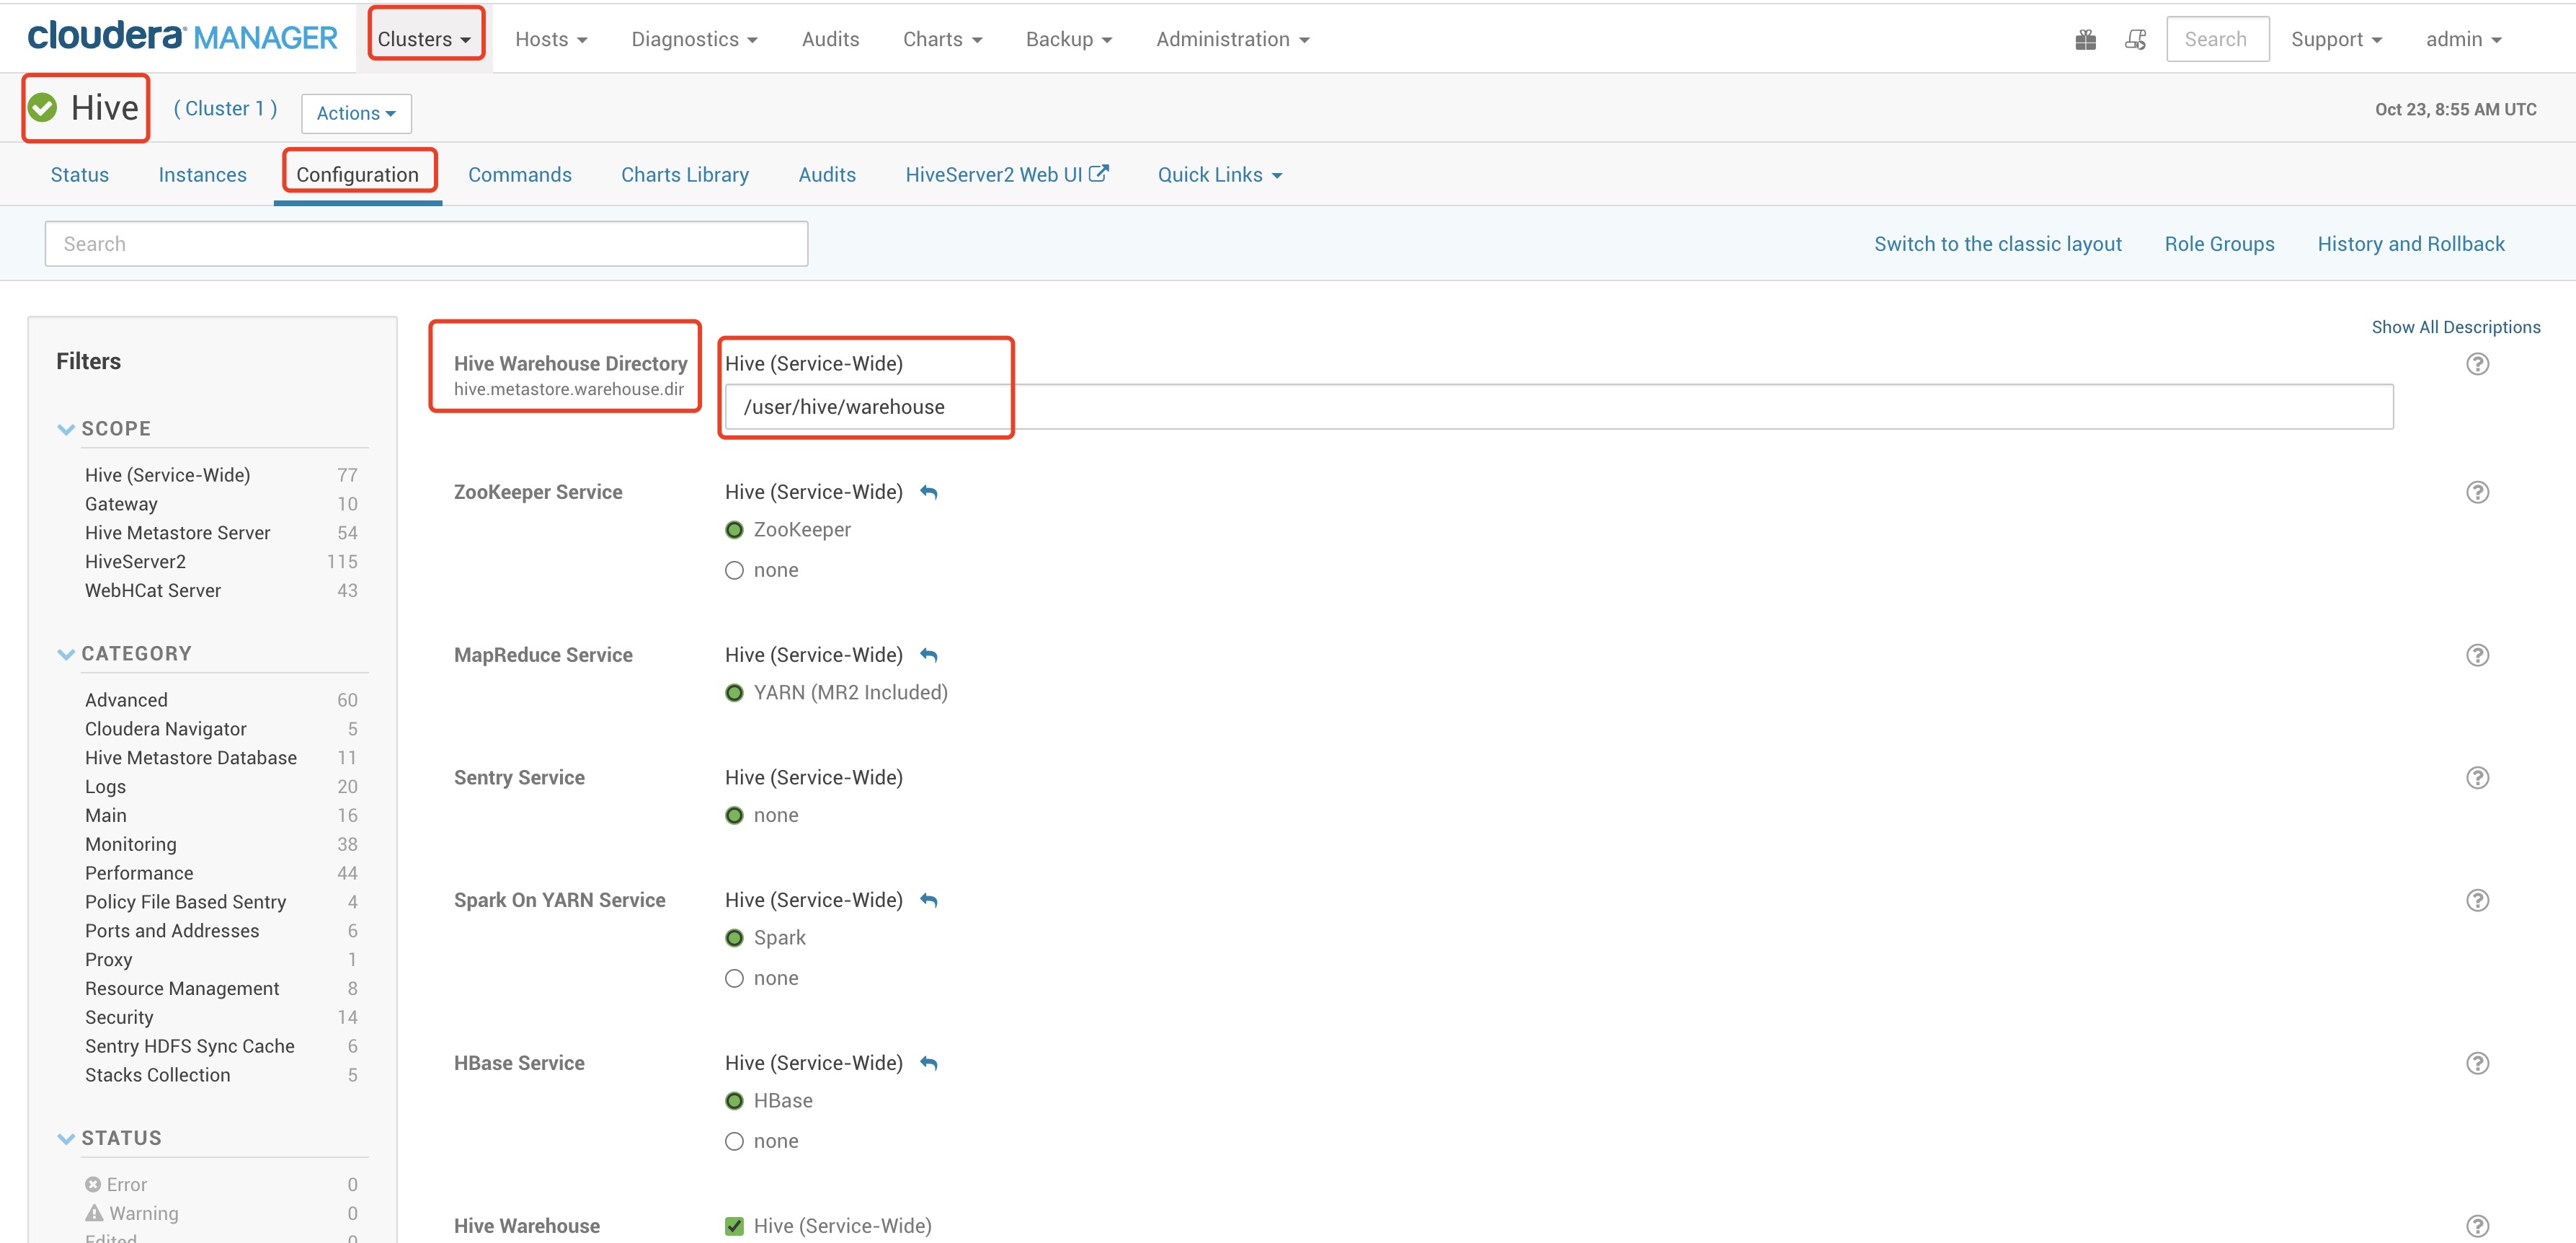 cloudera MANAGER Clusters Hosts Diagnostics Audits Charts Backup Administration Search Support admin
Hive ( Cluster 1 ) Actions Oct 23, 8:55 AM UTC
Status Instances Configuration Commands Charts Library Audits HiveServer2 Web UI Quick Links
Search Switch to the classic layout Role Groups History and Rollback
Show All Descriptions
Filters
SCOPE
Hive (Service-Wide) 77
Gateway 10
Hive Metastore Server 54
HiveServer2 115
WebHCat Server 43
CATEGORY
Advanced 60
Cloudera Navigator 5
Hive Metastore Database 11
Logs 20
Main 16
Monitoring 38
Performance 44
Policy File Based Sentry 4
Ports and Addresses 6
Proxy 1
Resource Management 8
Security 14
Sentry HDFS Sync Cache 6
Stacks Collection 5
STATUS
Error 0
Warning 0
Edited 0
Hive Warehouse Directory Hive (Service-Wide)
hive.metastore.warehouse.dir
/user/hive/warehouse
ZooKeeper Service Hive (Service-Wide)
ZooKeeper
none
MapReduce Service Hive (Service-Wide)
YARN (MR2 Included)
Sentry Service Hive (Service-Wide)
none
Spark On YARN Service Hive (Service-Wide)
Spark
none
HBase Service Hive (Service-Wide)
HBase
none
Hive Warehouse Hive (Service-Wide)